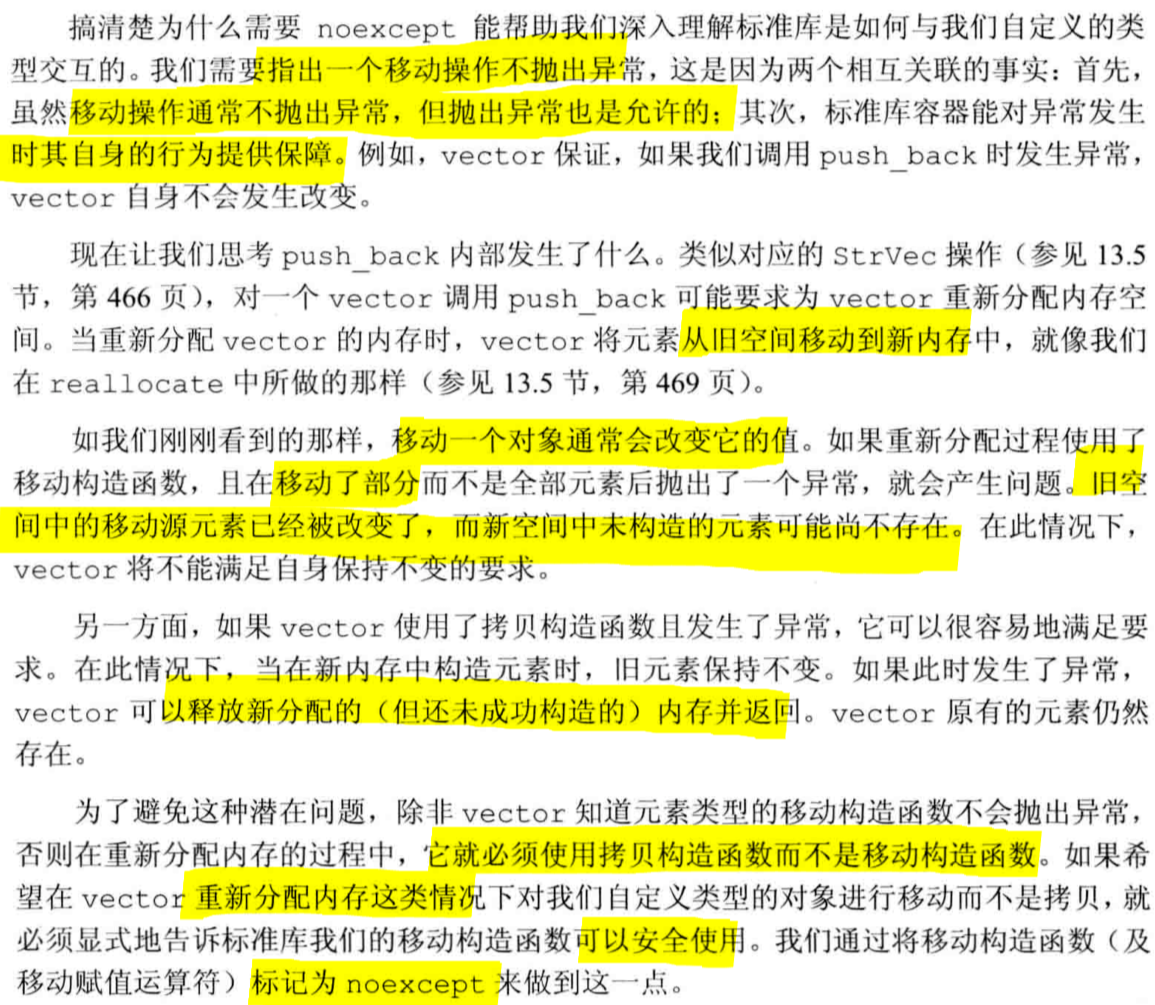 搞清楚为什么需要 noexcept 能帮助我们深入理解标准库是如何与我们自定义的类
型交互的。我们需要指出一个移动操作不抛出异常，这是因为两个相互关联的事实：首先，
虽然移动操作通常不抛出异常，但抛出异常也是允许的；其次，标准库容器能对异常发生
时其自身的行为提供保障。例如，vector 保证，如果我们调用 push_back 时发生异常，
vector 自身不会发生改变。
现在让我们思考 push_back 内部发生了什么。类似对应的 StrVec 操作（参见 13.5
节，第 466 页），对一个 vector 调用 push_back 可能要求为 vector 重新分配内存空
间。当重新分配 vector 的内存时，vector 将元素从旧空间移动到新内存中，就像我们
在 reallocate 中所做的那样（参见 13.5 节，第 469 页）。
如我们刚刚看到的那样，移动一个对象通常会改变它的值。如果重新分配过程使用了
移动构造函数，且在移动了部分而不是全部元素后抛出了一个异常，就会产生问题。旧空
间中的移动源元素已经被改变了，而新空间中未构造的元素可能尚不存在。在此情况下，
vector 将不能满足自身保持不变的要求。
另一方面，如果 vector 使用了拷贝构造函数且发生了异常，它可以很容易地满足要
求。在此情况下，当在新内存中构造元素时，旧元素保持不变。如果此时发生了异常，
vector 可以释放新分配的（但还未成功构造的）内存并返回。vector 原有的元素仍然
存在。
为了避免这种潜在问题，除非 vector 知道元素类型的移动构造函数不会抛出异常，
否则在重新分配内存的过程中，它就必须使用拷贝构造函数而不是移动构造函数。如果希
望在 vector 重新分配内存这类情况下对我们自定义类型的对象进行移动而不是拷贝，就
必须显式地告诉标准库我们的移动构造函数可以安全使用。我们通过将移动构造函数（及
移动赋值运算符）标记为 noexcept 来做到这一点。